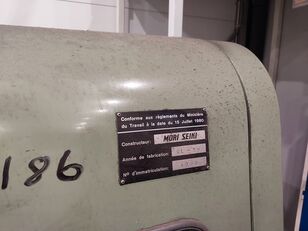 Conforme aux règlements du Ministère
du Travail à la date du 15 Juillet 1980
Constructeur: MORI SEIKI
Année de fabrication:
N° d'immatriculation:
186